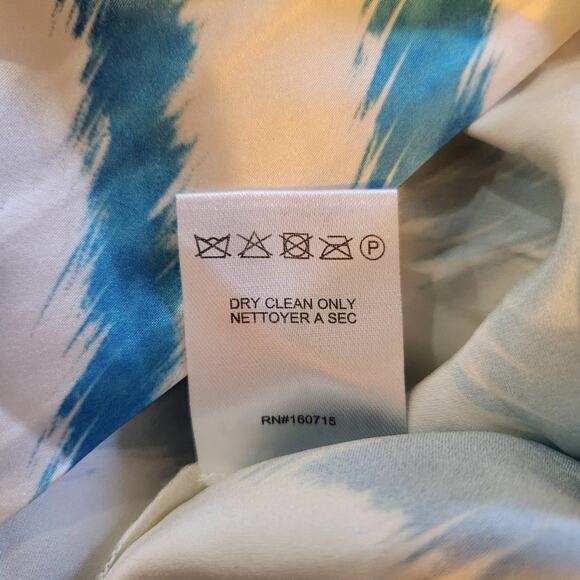 P
DRY CLEAN ONLY
NETTOYER A SEC
RN#160715